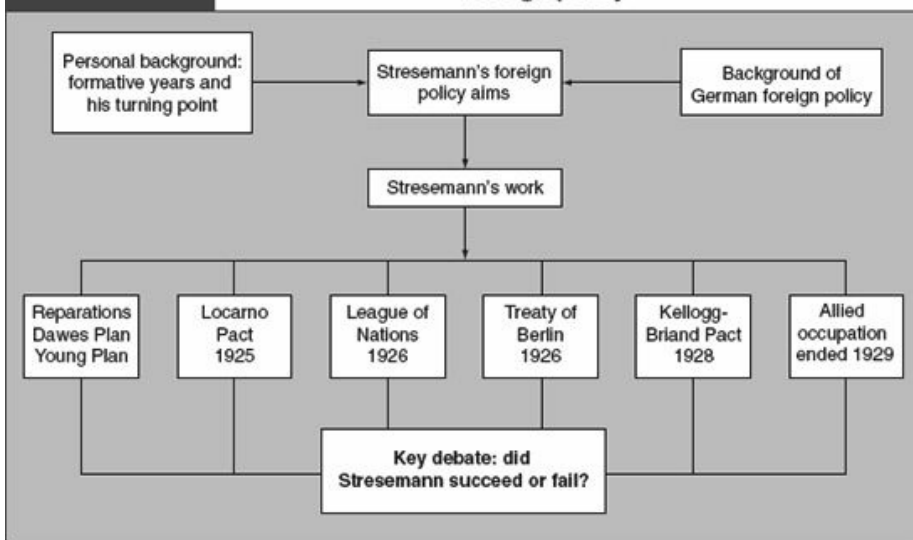 Personal background:
formative years and
his turning point
Stresemann's foreign
policy aims
Background of
German foreign policy
Stresemann's work
Reparations
Dawes Plan
Young Plan
Locarno
Pact
1925
League of
Nations
1926
Treaty of
Berlin
1926
Kellogg-
Briand Pact
1928
Allied
occupation
ended 1929
Key debate: did
Stresemann succeed or fail?